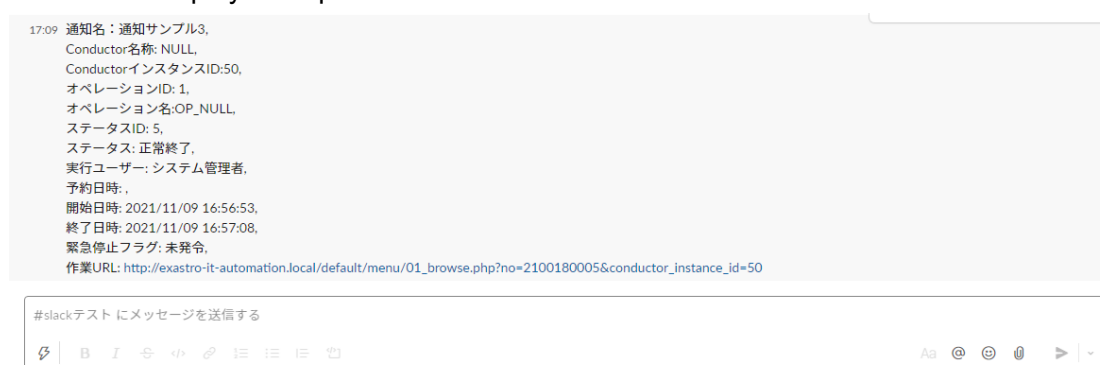 17:09 通知名：通知サンプル3,
Conductor名称: NULL,
ConductorインスタンスID:50,
オペレーションID: 1,
オペレーション名:OP_NULL,
ステータスID: 5,
ステータス: 正常終了,
実行ユーザー: システム管理者,
予約日時: ,
開始日時: 2021/11/09 16:56:53,
終了日時: 2021/11/09 16:57:08,
緊急停止フラグ: 未発令,
作業URL: http://exastro-it-automation.local/default/menu/01_browse.php?no=2100180005&conductor_instance_id=50
#slackテスト にメッセージを送信する
B I S </> Aa @